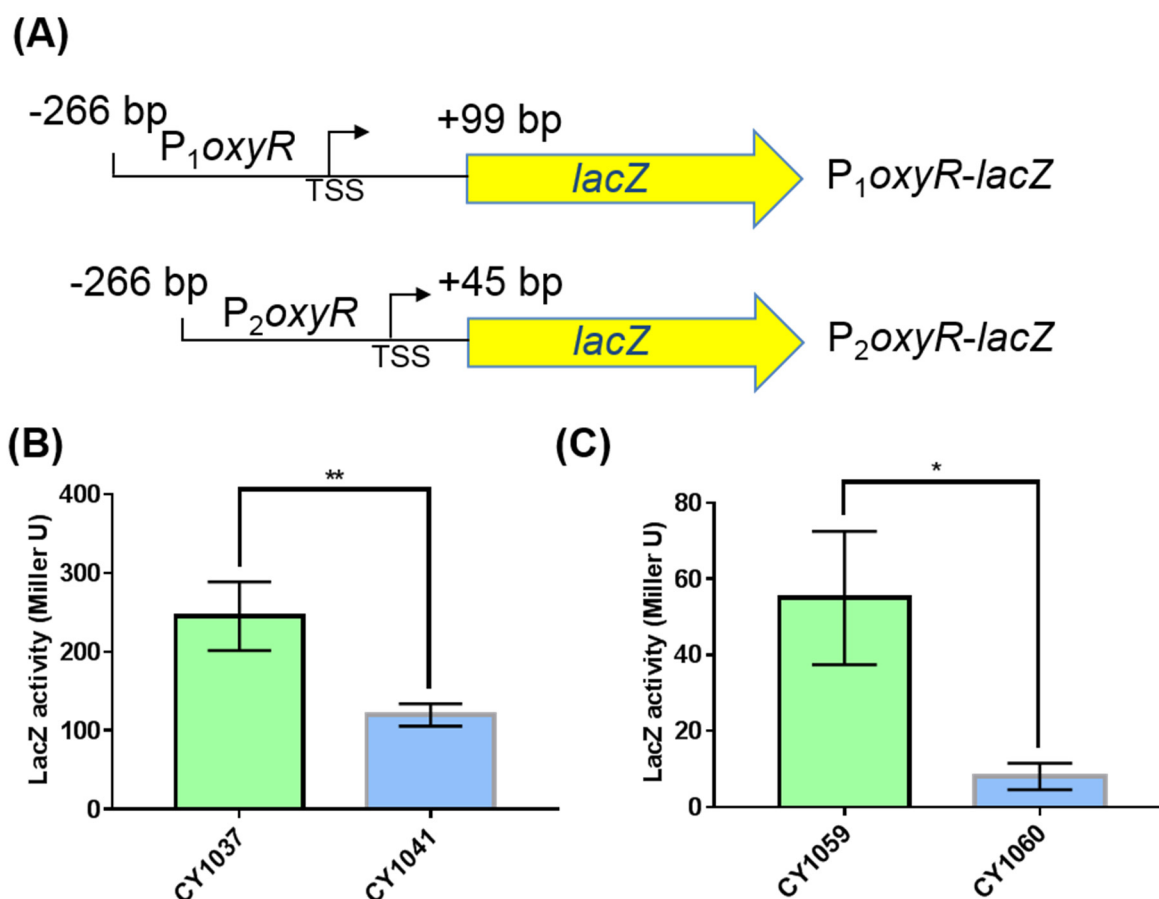 (A)
-266 bp
P₁oxyR
+99 bp
TSS
lacZ
P₁oxyR-lacZ
-266 bp
P₂oxyR
+45 bp
TSS
lacZ
P₂oxyR-lacZ
(B)
LacZ activity (Miller U)
400
300
200
100
0
**
CY1037
CY1041
(C)
LacZ activity (Miller U)
80
60
40
20
0
*
CY1059
CY1060